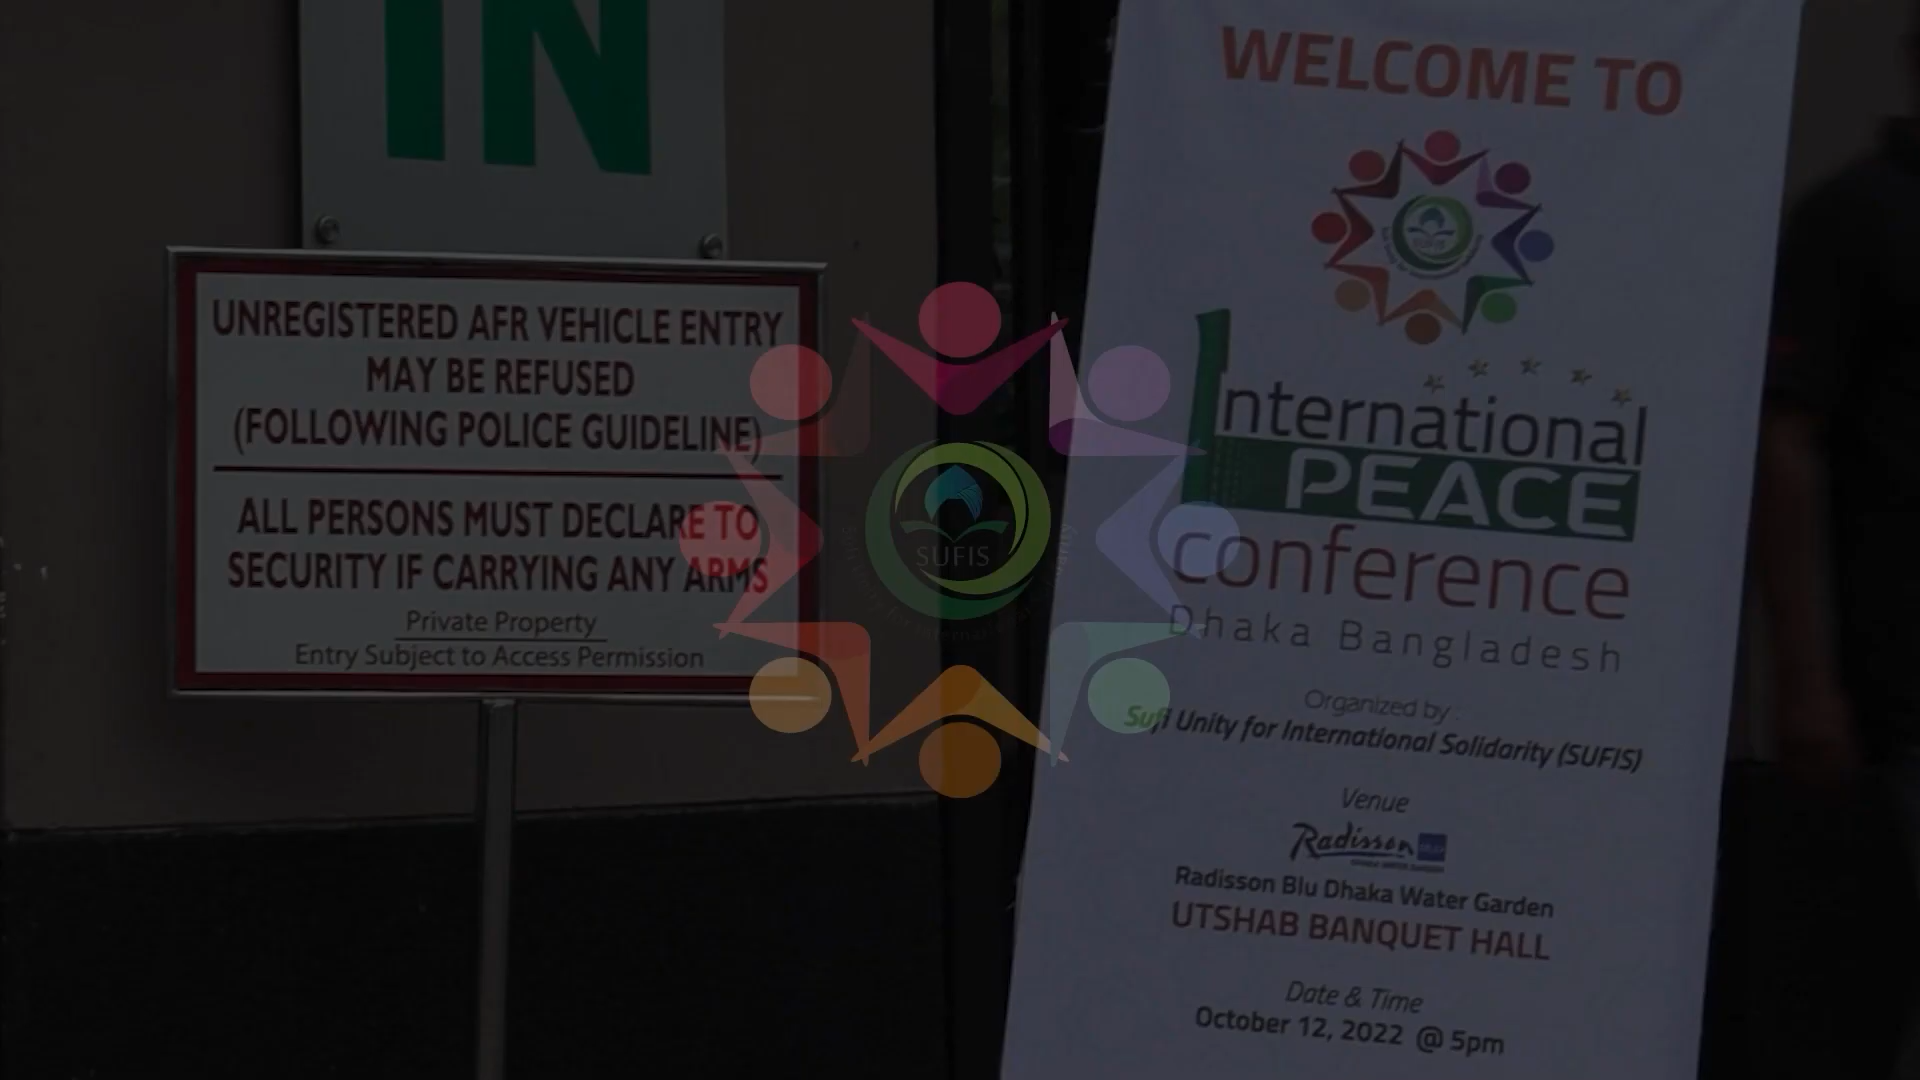 IN
UNREGISTERED AFR VEHICLE ENTRY
MAY BE REFUSED
(FOLLOWING POLICE GUIDELINE)
ALL PERSONS MUST DECLARE TO
SECURITY IF CARRYING ANY ARMS
Private Property
Entry Subject to Access Permission
SUFIS
WELCOME TO
SUFIS
International
PEACE
conference
Dhaka Bangladesh
Organized by :
Sufi Unity for International Solidarity (SUFIS)
Venue
Radisson
Radisson Blu Dhaka Water Garden
UTSHAB BANQUET HALL
Date & Time
October 12, 2022 @ 5pm